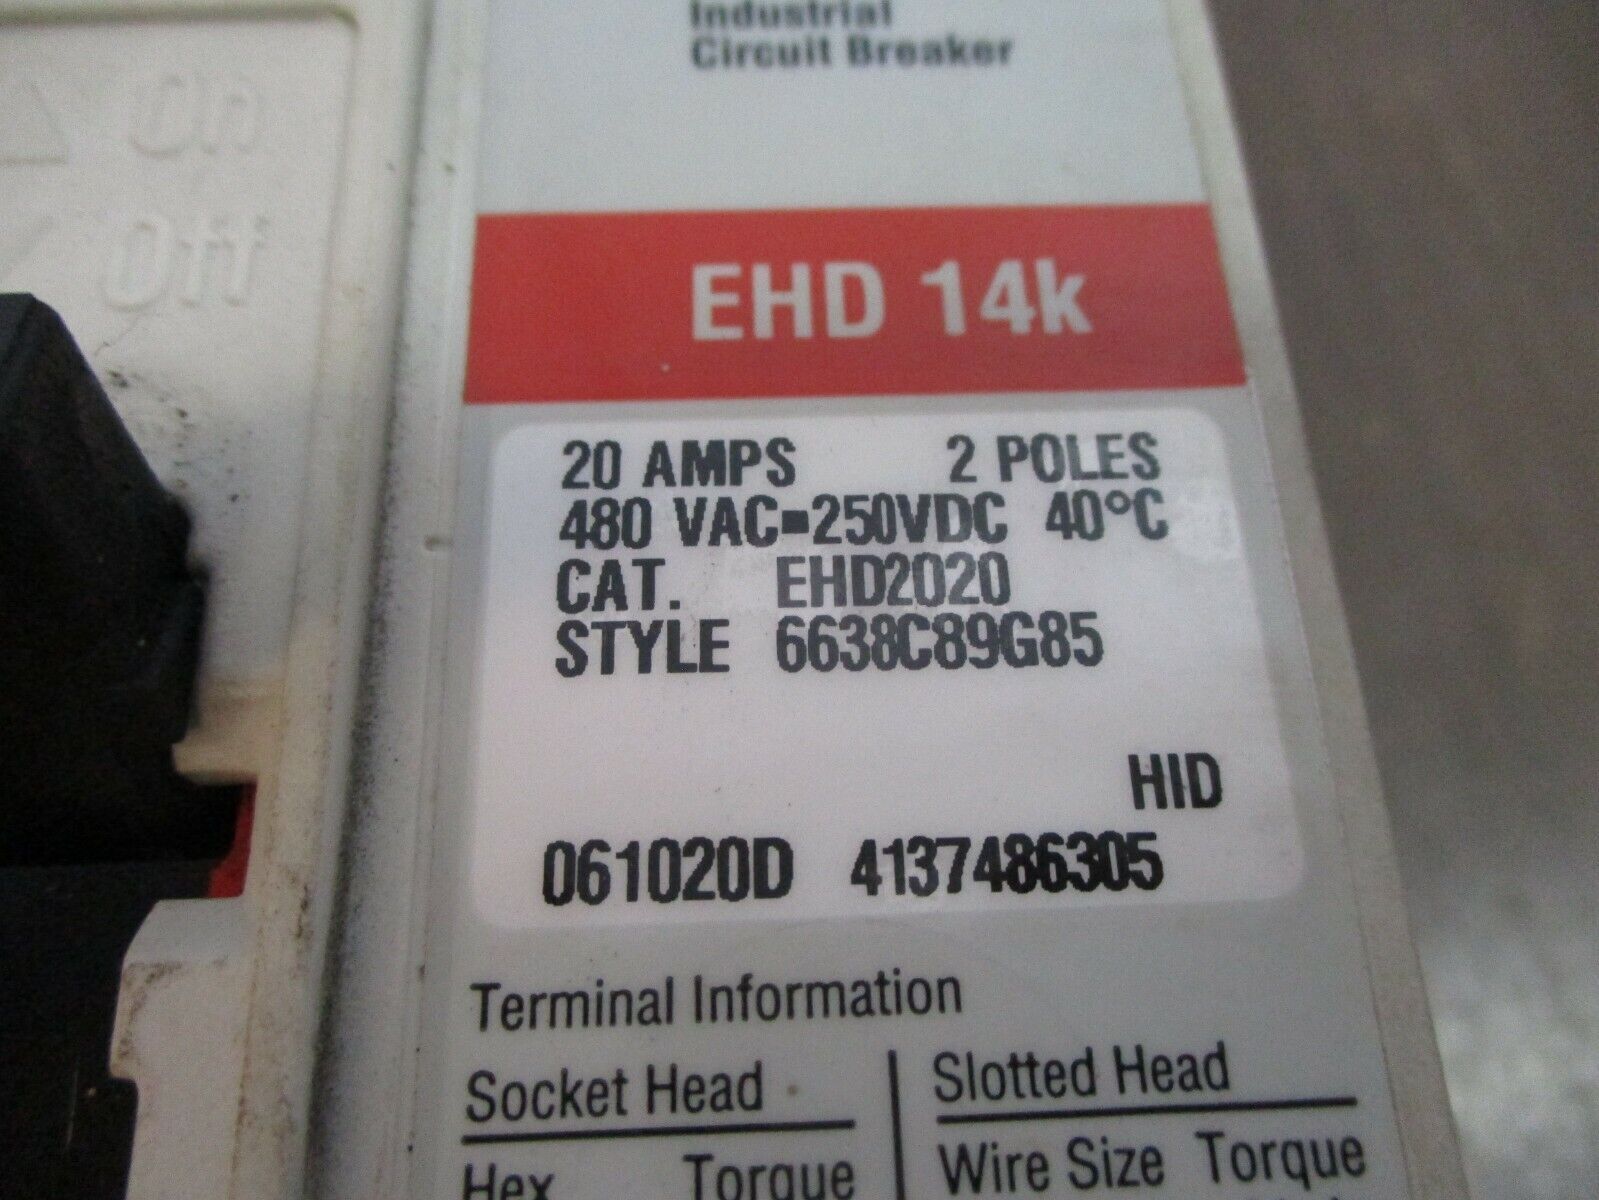 Industrial
Circuit Breaker
On
Off
EHD 14k
20 AMPS 2 POLES
480 VAC▪250VDC 40°C
CAT. EHD2020
STYLE 6638C89G85
HID
061020D 4137486305
Terminal Information
Socket Head
Slotted Head
Hex Torque
Wire Size Torque